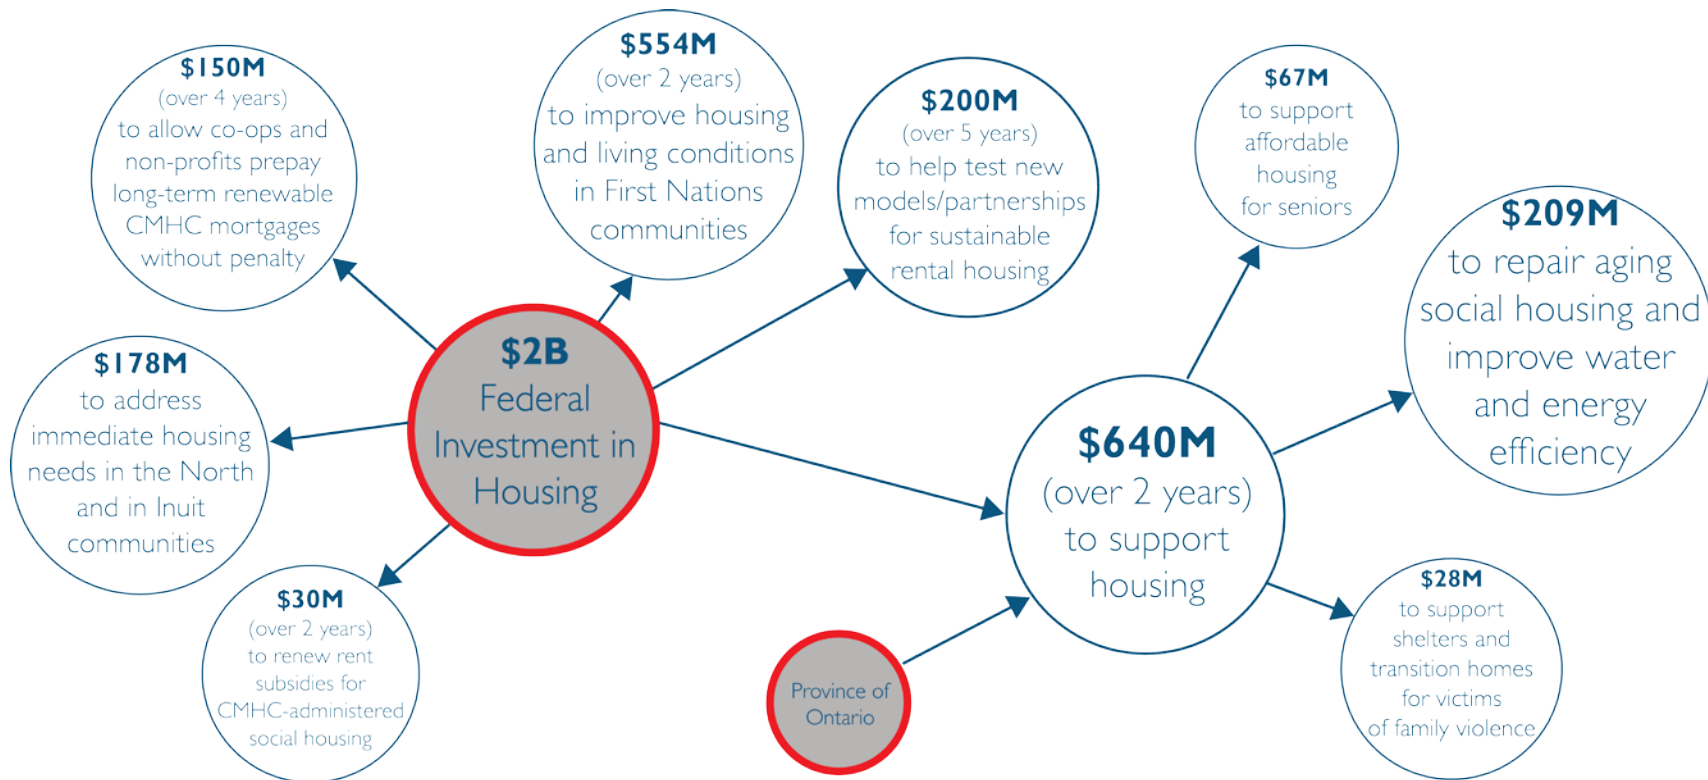 $150M
(over 4 years)
to allow co-ops and
non-profits prepay
long-term renewable
CMHC mortgages
without penalty
$554M
(over 2 years)
to improve housing
and living conditions
in First Nations
communities
$200M
(over 5 years)
to help test new
models/partnerships
for sustainable
rental housing
$67M
to support
affordable
housing
for seniors
$209M
to repair aging
social housing and
improve water
and energy
efficiency
$2B
Federal
Investment in
Housing
$178M
to address
immediate housing
needs in the North
and in Inuit
communities
$640M
(over 2 years)
to support
housing
$30M
(over 2 years)
to renew rent
subsidies for
CMHC-administered
social housing
Province of
Ontario
$28M
to support
shelters and
transition homes
for victims
of family violence